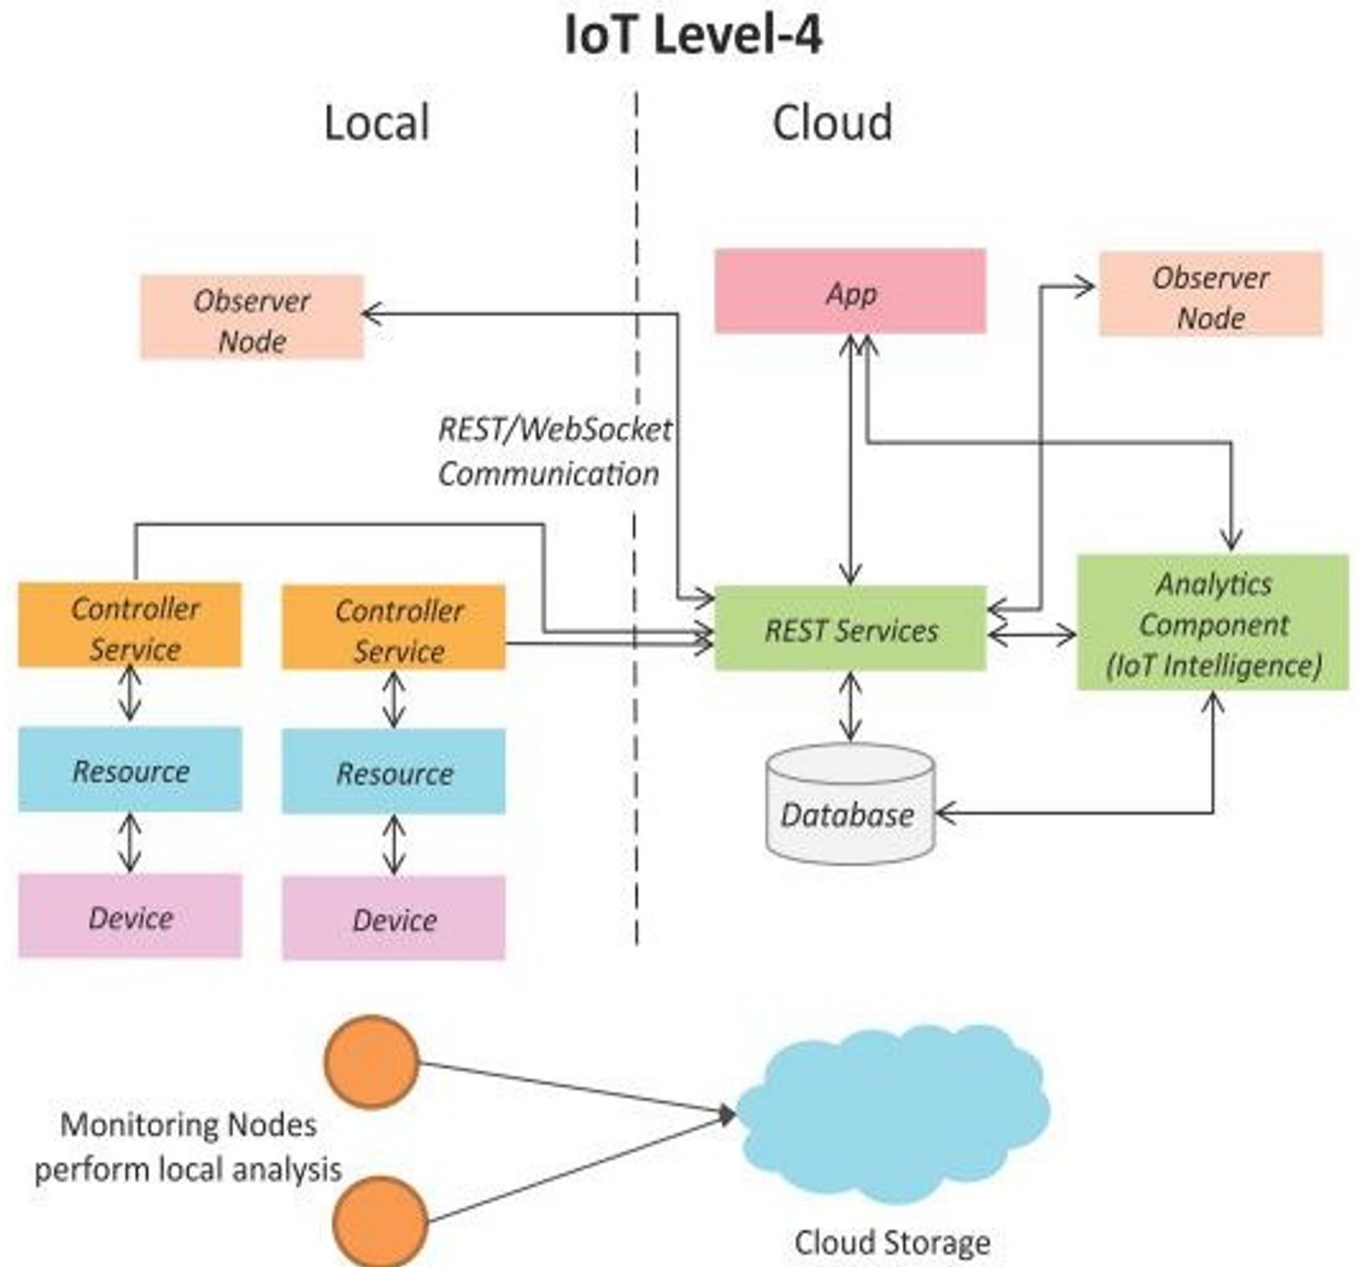 IoT Level-4
Local
Cloud
Observer
Node
App
Observer
Node
REST/WebSocket
Communication
Controller
Service
Controller
Service
REST Services
Analytics
Component
(IoT Intelligence)
Resource
Resource
Database
Device
Device
Monitoring Nodes
perform local analysis
Cloud Storage